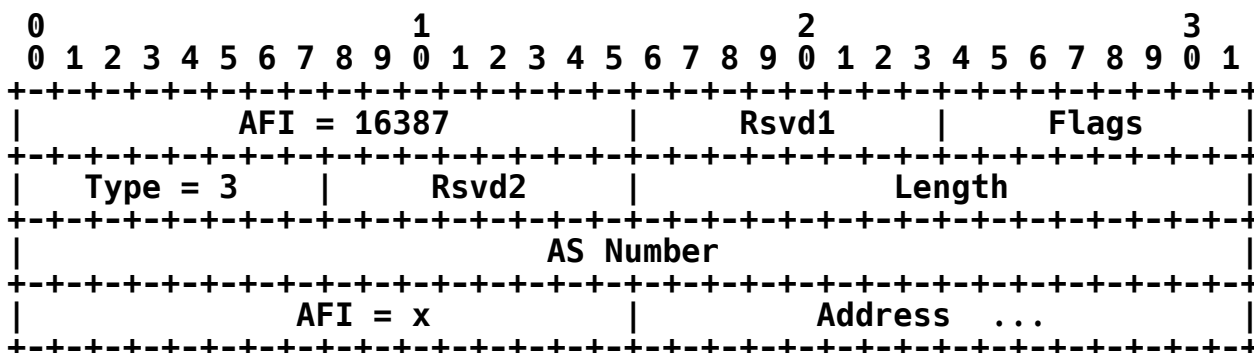 0                   1                   2                   3
 0 1 2 3 4 5 6 7 8 9 0 1 2 3 4 5 6 7 8 9 0 1 2 3 4 5 6 7 8 9 0 1
+-+-+-+-+-+-+-+-+-+-+-+-+-+-+-+-+-+-+-+-+-+-+-+-+-+-+-+-+-+-+-+-+
|           AFI = 16387         |     Rsvd1     |     Flags     |
+-+-+-+-+-+-+-+-+-+-+-+-+-+-+-+-+-+-+-+-+-+-+-+-+-+-+-+-+-+-+-+-+
|   Type = 3    |     Rsvd2     |             Length            |
+-+-+-+-+-+-+-+-+-+-+-+-+-+-+-+-+-+-+-+-+-+-+-+-+-+-+-+-+-+-+-+-+
|                           AS Number                           |
+-+-+-+-+-+-+-+-+-+-+-+-+-+-+-+-+-+-+-+-+-+-+-+-+-+-+-+-+-+-+-+-+
|              AFI = x          |         Address  ...          |
+-+-+-+-+-+-+-+-+-+-+-+-+-+-+-+-+-+-+-+-+-+-+-+-+-+-+-+-+-+-+-+-+